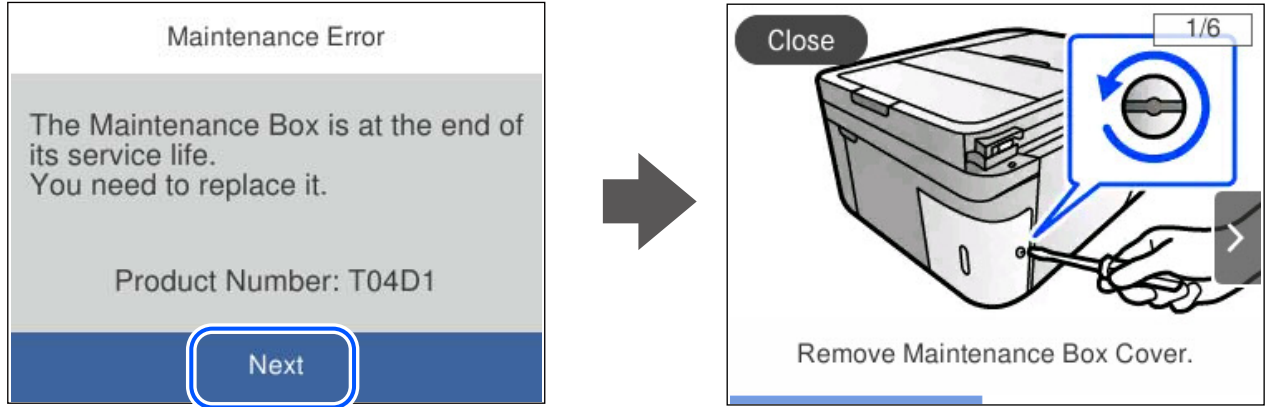 Maintenance Error
The Maintenance Box is at the end of
its service life.
You need to replace it.
Product Number: T04D1
Next
Close
1/6
Remove Maintenance Box Cover.